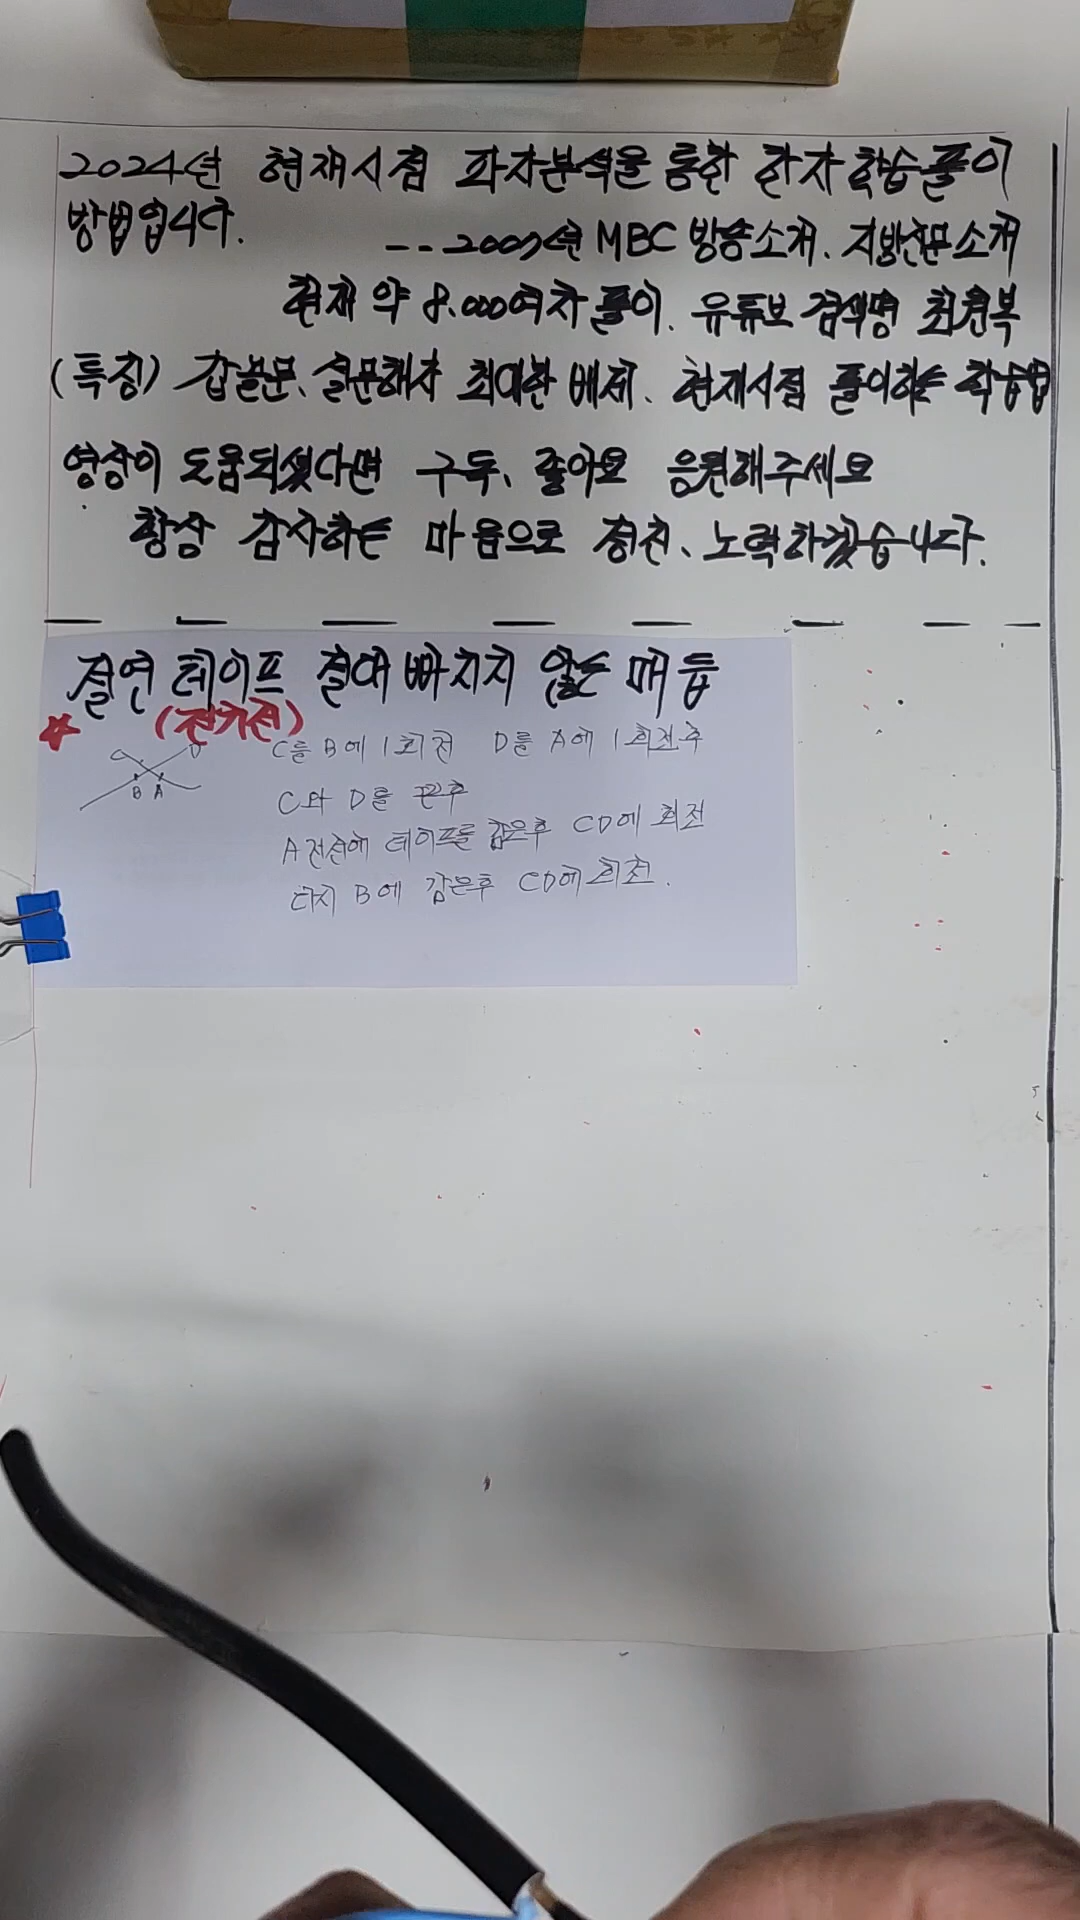 2024년 현재시점 파자분석을 통한 한자 학습풀이
방법입니다.
--- 2007년 MBC 방송소개. 지방신문소개
현재 약 8.000여자 풀이. 유튜브 검색명 최천복
(특징) 갑골문, 설문해자 최대한 배제. 현재시점 풀이하는 학습법
영상이 도움되셨다면 구독, 좋아요 응원해주세요
항상 감사하는 마음으로 정진, 노력하겠습니다.
절연 테이프 절대 빠지지 않는 매듭
(전기선)
C를 B에 1회전 D를 A에 1회전후
B A
D
C와 D를 끈후
A전선에 테이프를 감은후 CD에 회전
다시 B에 감은후 CD에 회전.